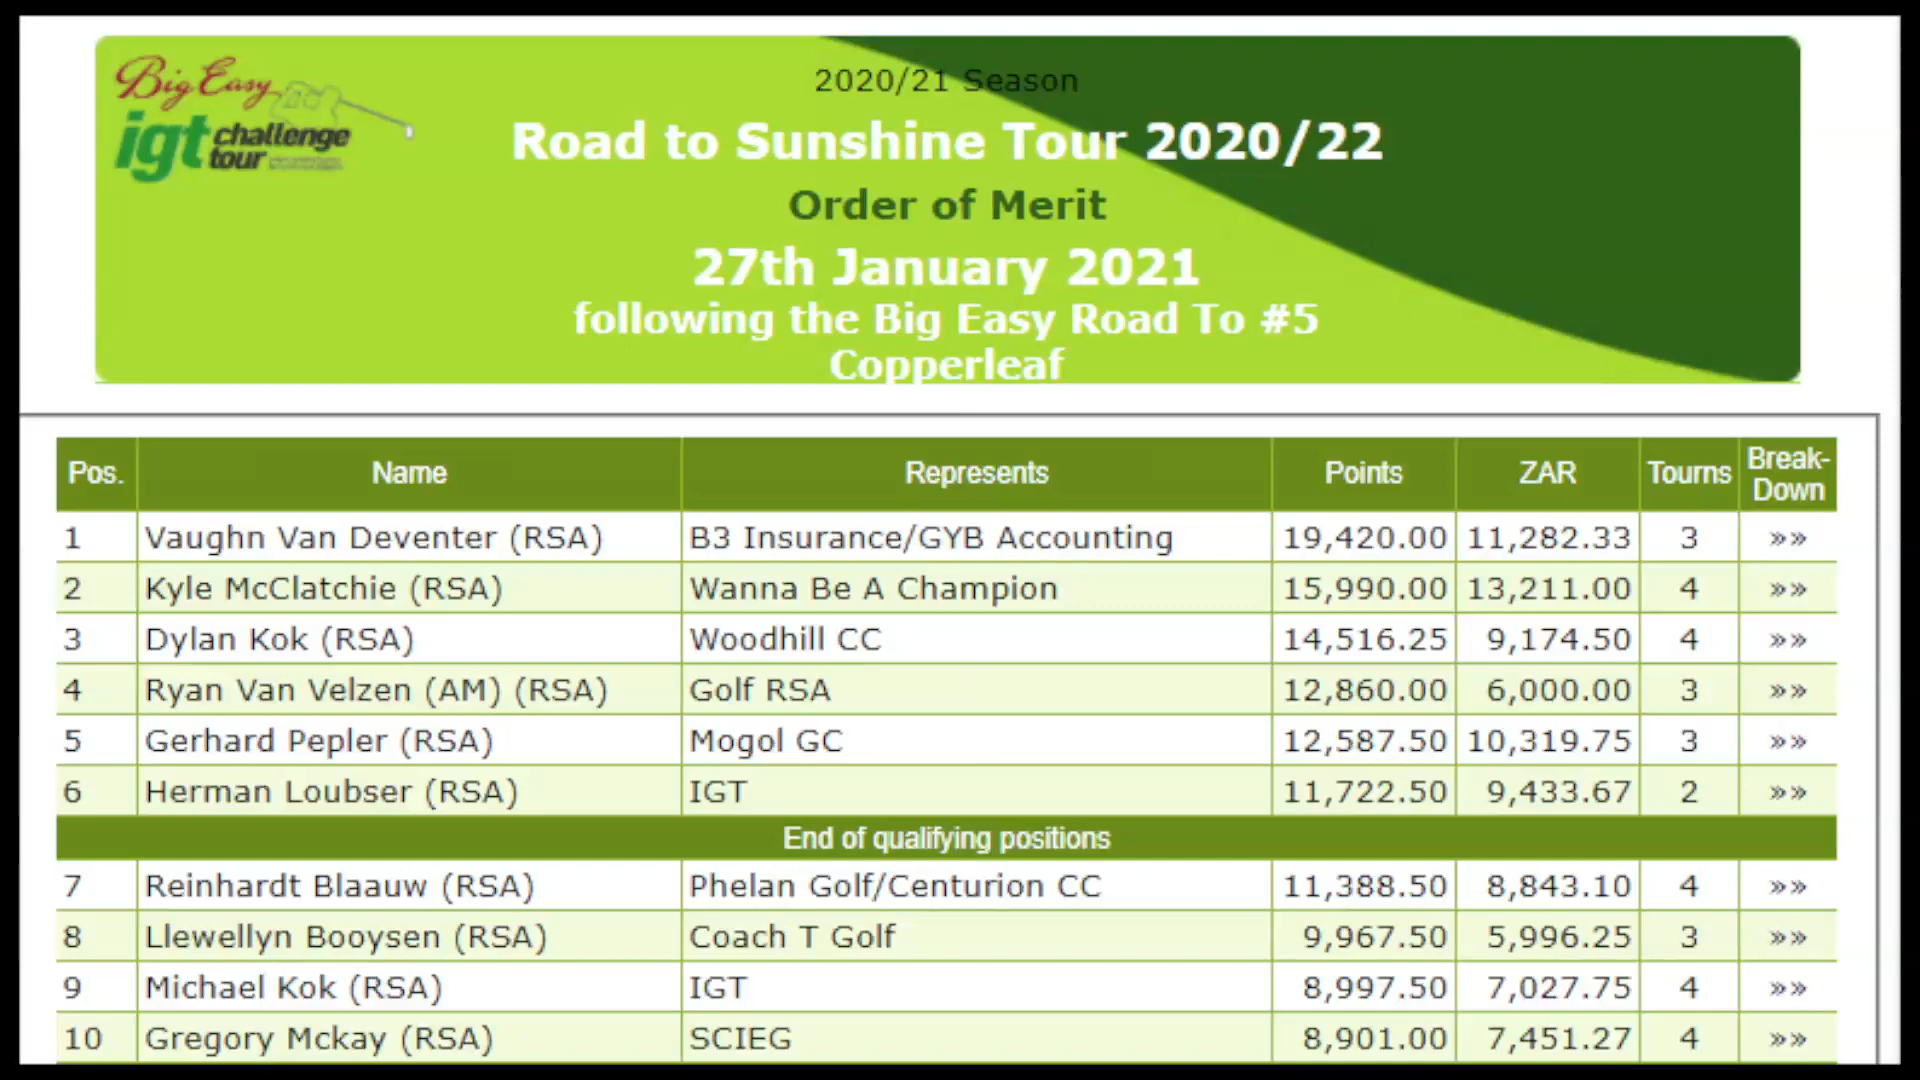 Big Easy
igt challenge tour
2020/21 Season
Road to Sunshine Tour 2020/22
Order of Merit
27th January 2021
following the Big Easy Road To #5
Copperleaf
Pos. Name Represents Points ZAR Tourns Break-Down
1 Vaughn Van Deventer (RSA) B3 Insurance/GYB Accounting 19,420.00 11,282.33 3 »»
2 Kyle McClatchie (RSA) Wanna Be A Champion 15,990.00 13,211.00 4 »»
3 Dylan Kok (RSA) Woodhill CC 14,516.25 9,174.50 4 »»
4 Ryan Van Velzen (AM) (RSA) Golf RSA 12,860.00 6,000.00 3 »»
5 Gerhard Pepler (RSA) Mogol GC 12,587.50 10,319.75 3 »»
6 Herman Loubser (RSA) IGT 11,722.50 9,433.67 2 »»
End of qualifying positions
7 Reinhardt Blaauw (RSA) Phelan Golf/Centurion CC 11,388.50 8,843.10 4 »»
8 Llewellyn Booysen (RSA) Coach T Golf 9,967.50 5,996.25 3 »»
9 Michael Kok (RSA) IGT 8,997.50 7,027.75 4 »»
10 Gregory Mckay (RSA) SCIEG 8,901.00 7,451.27 4 »»